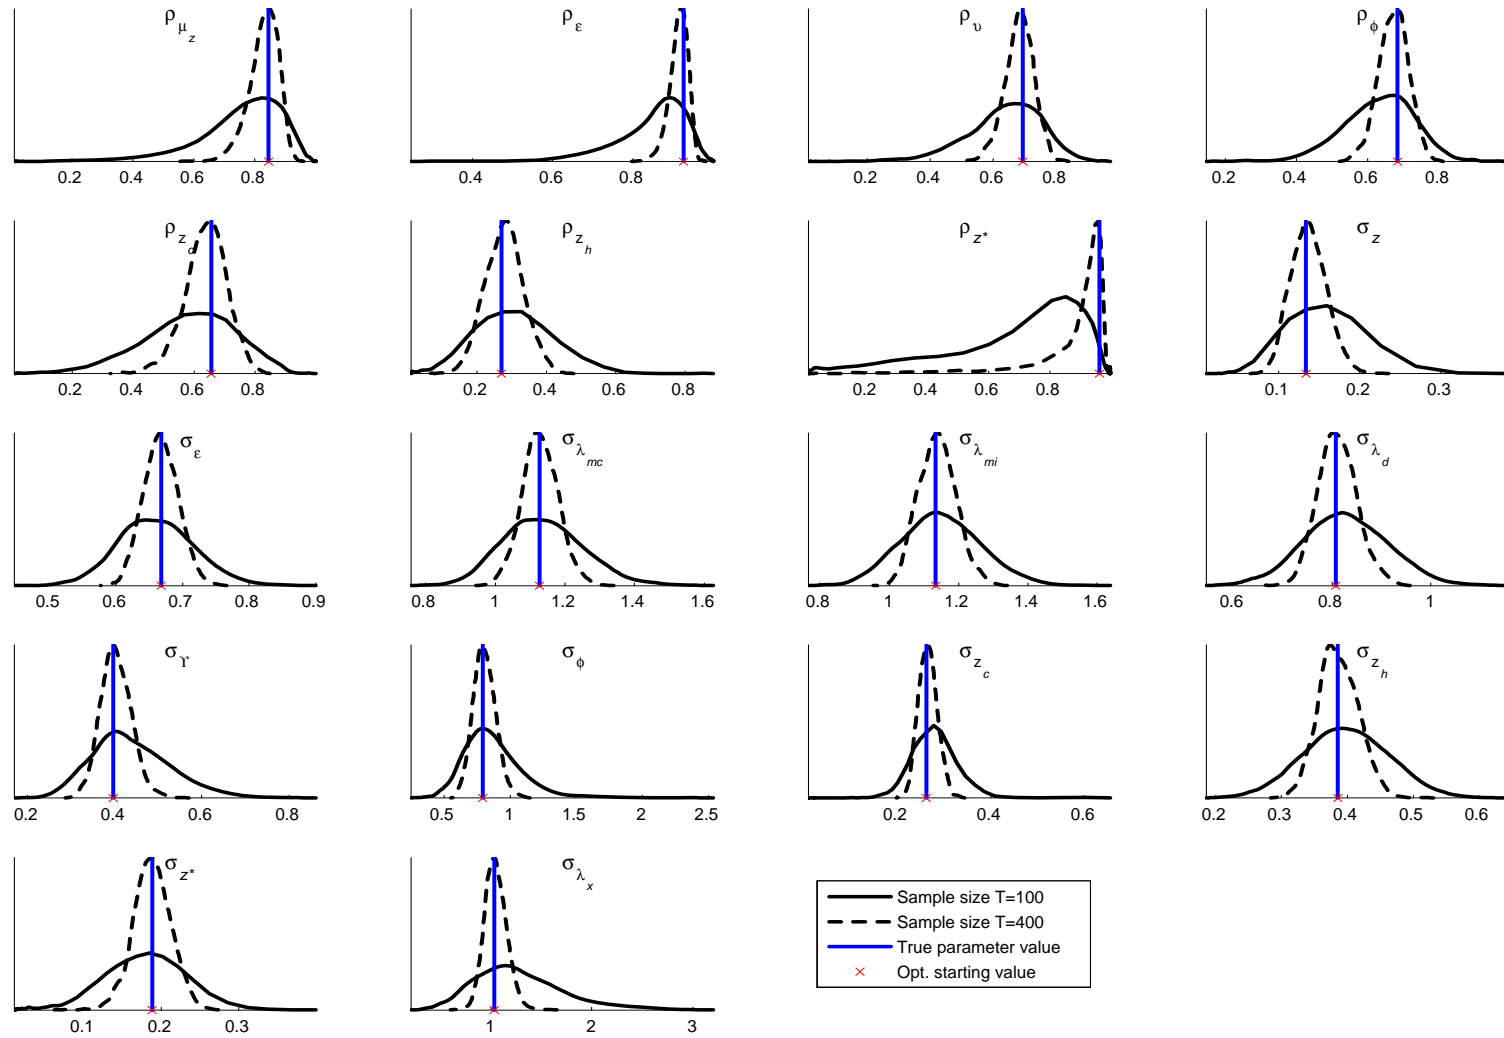 ρμz
ρε
ρυ
ρϕ
0.2 0.4 0.6 0.8
0.4 0.6 0.8
0.2 0.4 0.6 0.8
0.2 0.4 0.6 0.8
ρzc
ρzh
ρz*
σz
0.2 0.4 0.6 0.8
0.2 0.4 0.6 0.8
0.2 0.4 0.6 0.8
0.1 0.2 0.3
σε
σλmc
σλmi
σλd
0.5 0.6 0.7 0.8 0.9
0.8 1 1.2 1.4 1.6
0.8 1 1.2 1.4 1.6
0.6 0.8 1
σϒ
σϕ
σzc
σzh
0.2 0.4 0.6 0.8
0.5 1 1.5 2 2.5
0.2 0.4 0.6
0.2 0.3 0.4 0.5 0.6
σz*
σλx
Sample size T=100
Sample size T=400
True parameter value
Opt. starting value
0.1 0.2 0.3
1 2 3